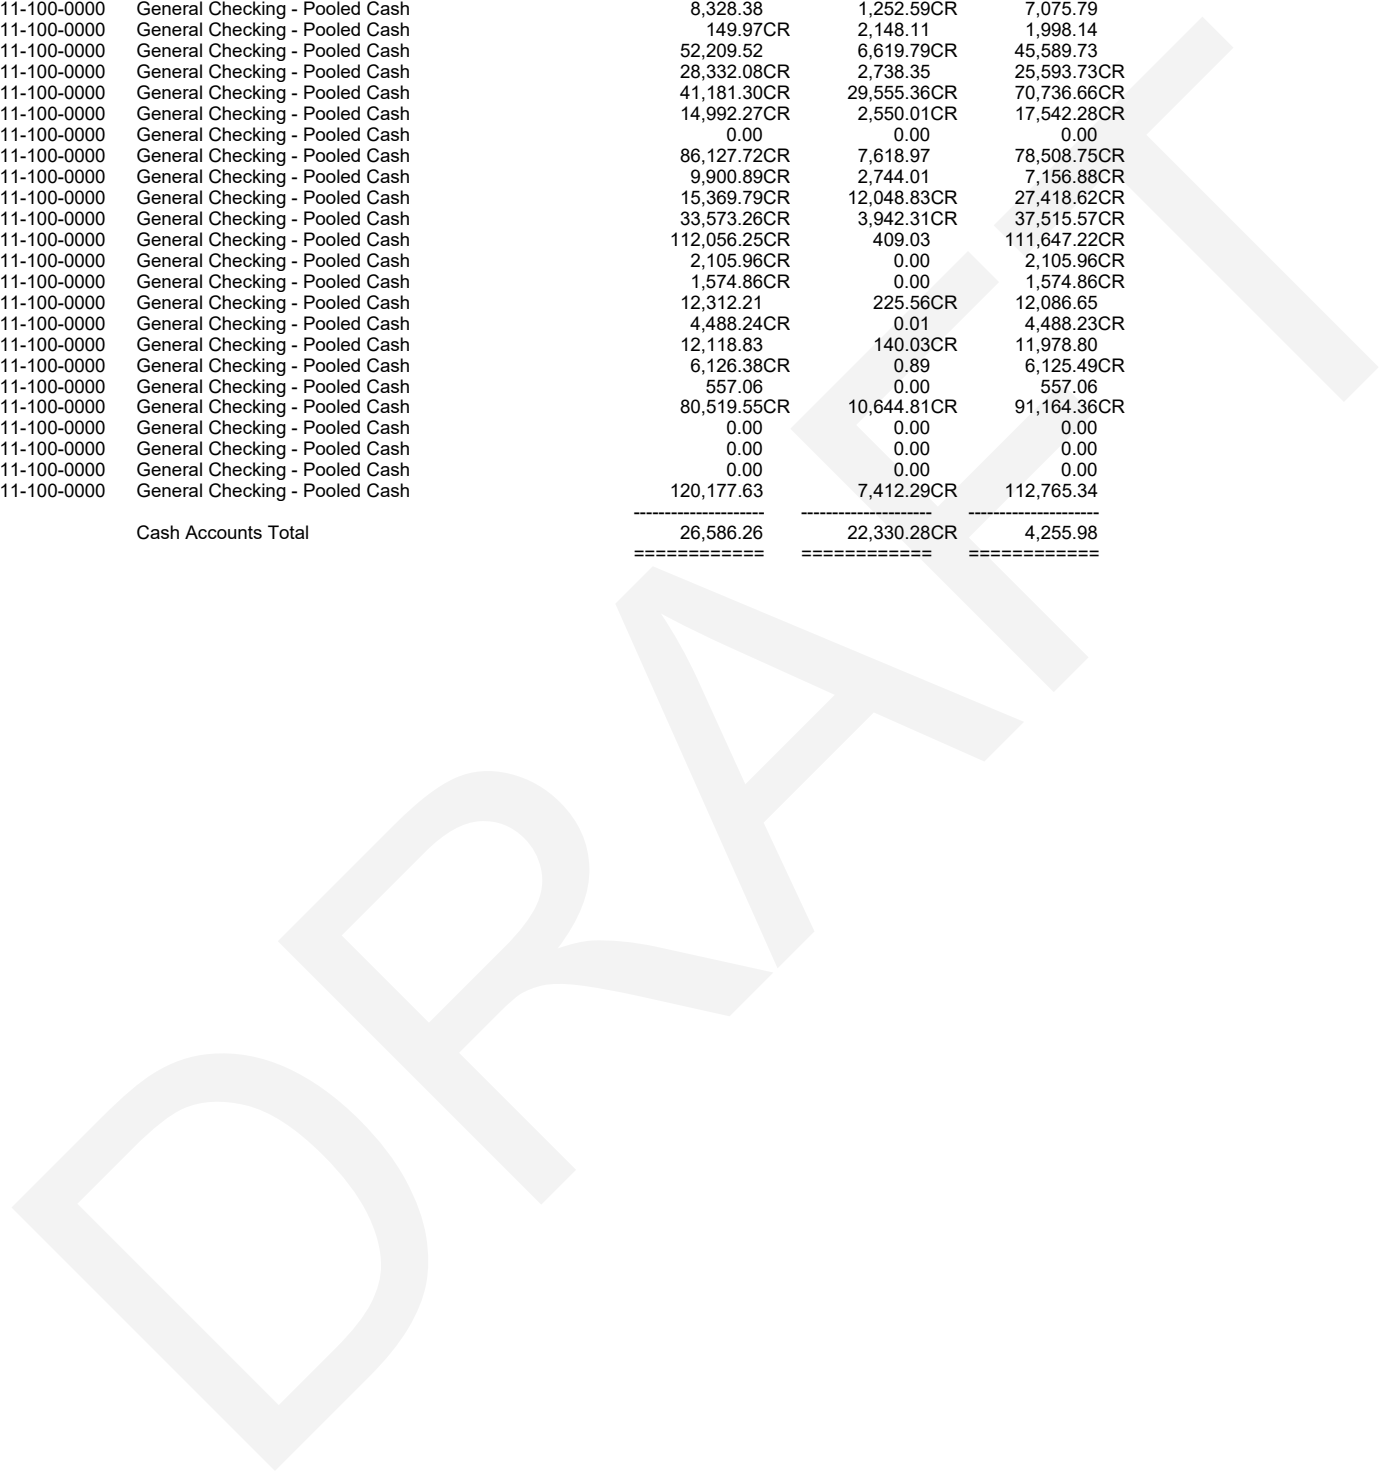 11-100-0000 General Checking - Pooled Cash 8,328.38 1,252.59CR 7,075.79
11-100-0000 General Checking - Pooled Cash 149.97CR 2,148.11 1,998.14
11-100-0000 General Checking - Pooled Cash 52,209.52 6,619.79CR 45,589.73
11-100-0000 General Checking - Pooled Cash 28,332.08CR 2,738.35 25,593.73CR
11-100-0000 General Checking - Pooled Cash 41,181.30CR 29,555.36CR 70,736.66CR
11-100-0000 General Checking - Pooled Cash 14,992.27CR 2,550.01CR 17,542.28CR
11-100-0000 General Checking - Pooled Cash 0.00 0.00 0.00
11-100-0000 General Checking - Pooled Cash 86,127.72CR 7,618.97 78,508.75CR
11-100-0000 General Checking - Pooled Cash 9,900.89CR 2,744.01 7,156.88CR
11-100-0000 General Checking - Pooled Cash 15,369.79CR 12,048.83CR 27,418.62CR
11-100-0000 General Checking - Pooled Cash 33,573.26CR 3,942.31CR 37,515.57CR
11-100-0000 General Checking - Pooled Cash 112,056.25CR 409.03 111,647.22CR
11-100-0000 General Checking - Pooled Cash 2,105.96CR 0.00 2,105.96CR
11-100-0000 General Checking - Pooled Cash 1,574.86CR 0.00 1,574.86CR
11-100-0000 General Checking - Pooled Cash 12,312.21 225.56CR 12,086.65
11-100-0000 General Checking - Pooled Cash 4,488.24CR 0.01 4,488.23CR
11-100-0000 General Checking - Pooled Cash 12,118.83 140.03CR 11,978.80
11-100-0000 General Checking - Pooled Cash 6,126.38CR 0.89 6,125.49CR
11-100-0000 General Checking - Pooled Cash 557.06 0.00 557.06
11-100-0000 General Checking - Pooled Cash 80,519.55CR 10,644.81CR 91,164.36CR
11-100-0000 General Checking - Pooled Cash 0.00 0.00 0.00
11-100-0000 General Checking - Pooled Cash 0.00 0.00 0.00
11-100-0000 General Checking - Pooled Cash 0.00 0.00 0.00
11-100-0000 General Checking - Pooled Cash 120,177.63 7,412.29CR 112,765.34
--------------------- --------------------- ---------------------
Cash Accounts Total 26,586.26 22,330.28CR 4,255.98
============ ============ ============
DRAFT